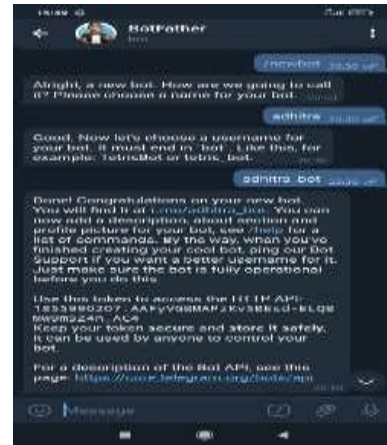 BotFather
bot
/newbot
Alright, a new bot. How are we going to call
it? Please choose a name for your bot.
adhitra
Good. Now let's choose a username for
your bot. It must end in `bot`. Like this, for
example: TetrisBot or tetris_bot.
adhitra_bot
Done! Congratulations on your new bot.
You will find it at t.me/adhitra_bot. You can
now add a description, about section and
profile picture for your bot, see /help for a
list of commands. By the way, when you've
finished creating your cool bot, ping our Bot
Support if you want a better username for it.
Just make sure the bot is fully operational
before you do this.
Use this token to access the HTTP API:
Keep your token secure and store it safely,
it can be used by anyone to control your
bot.
For a description of the Bot API, see this
page: https://core.telegram.org/bots/api
Message